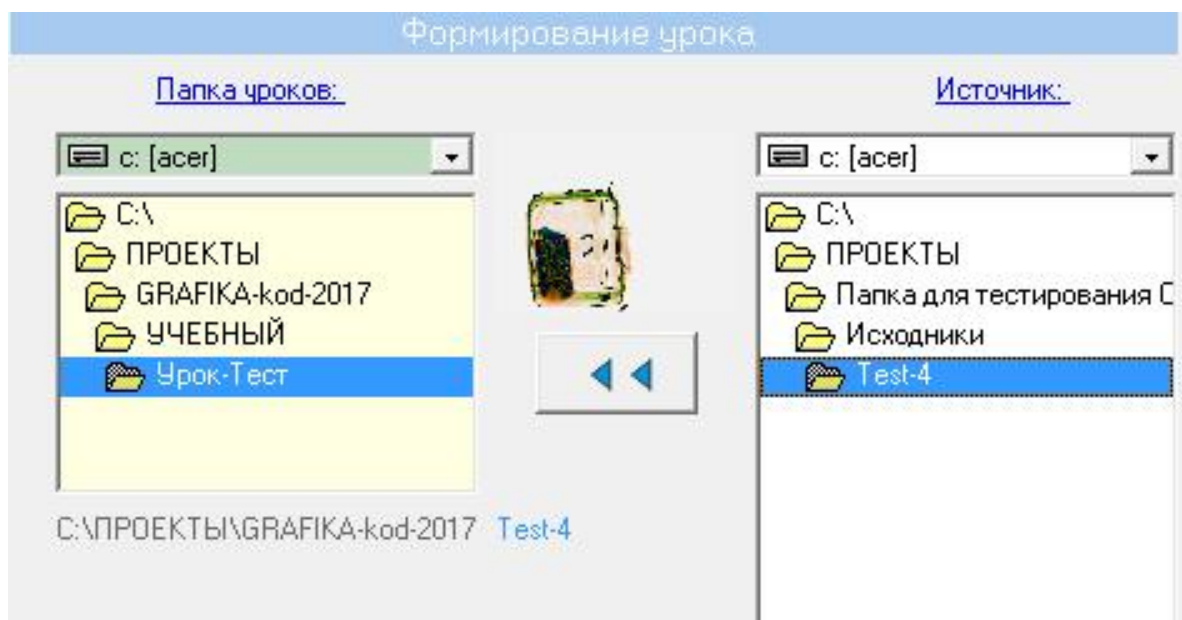 Формирование урока
Папка уроков:
Источник:
c: [acer]
c: [acer]
C:\
ПРОЕКТЫ
GRAFIKA-kod-2017
УЧЕБНЫЙ
Урок-Тест
C:\
ПРОЕКТЫ
Папка для тестирования С
Исходники
Test-4
C:\ПРОЕКТЫ\GRAFIKA-kod-2017 Test-4